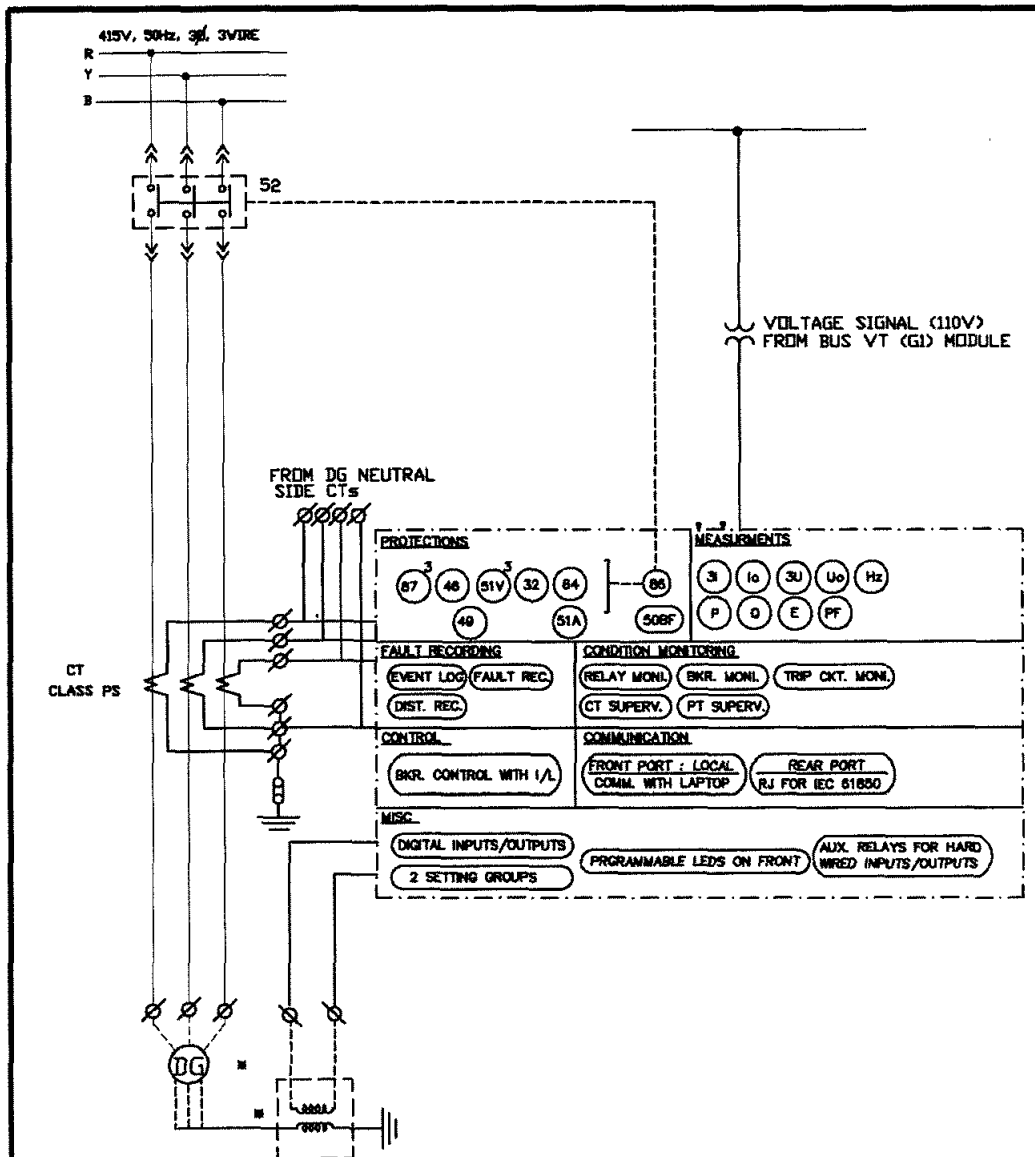 415V, 50Hz, 3ø, 3WIRE
R
Y
B
52
VOLTAGE SIGNAL (110V)
FROM BUS VT (G1) MODULE
FROM DG NEUTRAL
SIDE CTs
CT
CLASS PS
PROTECTIONS
87 3 46 51V 3 32 64 86
49 51A 50BF
MEASURMENTS
3I Io 3U Uo Hz
P Q E PF
FAULT RECORDING
EVENT LOG FAULT REC.
DIST. REC.
CONDITION MONITORING
RELAY MONI. BKR. MONI. TRIP CKT. MONI.
CT SUPERV. PT SUPERV.
CONTROL
BKR. CONTROL WITH I/L
COMMUNICATION
FRONT PORT : LOCAL
COMM. WITH LAPTOP
REAR PORT
RJ FOR IEC 61850
MISC.
DIGITAL INPUTS/OUTPUTS
2 SETTING GROUPS
PRGRAMMABLE LEDS ON FRONT
AUX. RELAYS FOR HARD
WIRED INPUTS/OUTPUTS
DG *
*